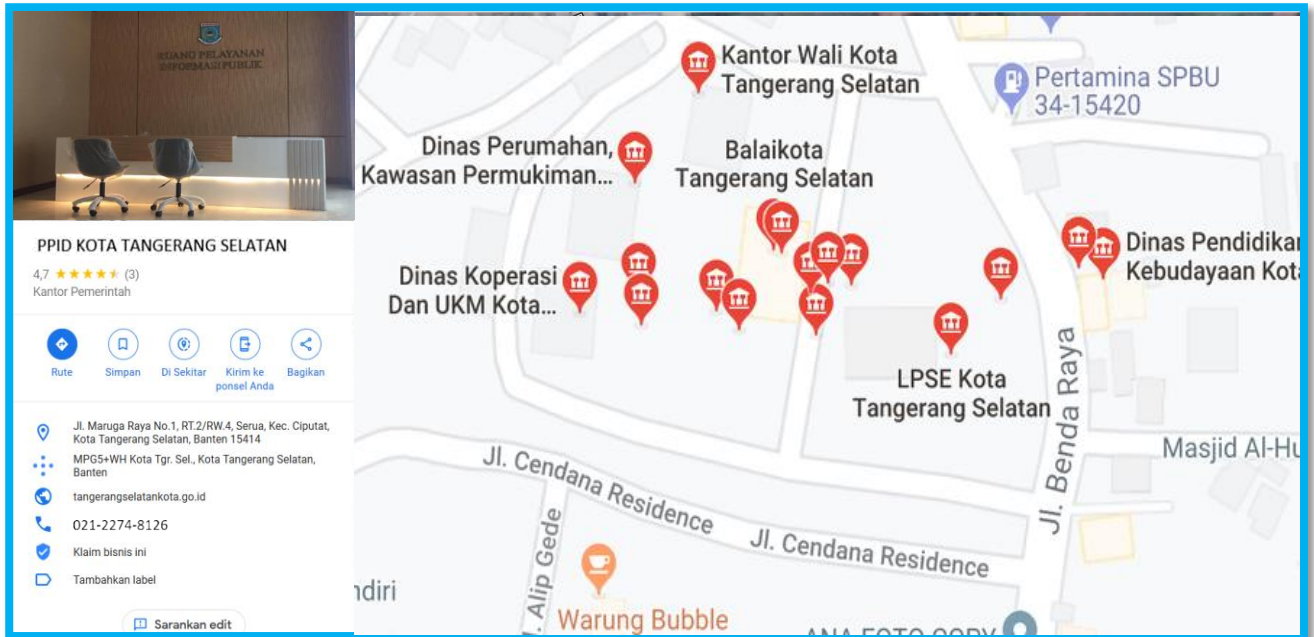 RUANG PELAYANAN
INFORMASI PUBLIK
PPID KOTA TANGERANG SELATAN
4,7 (3)
Kantor Pemerintah
Rute
Simpan
Di Sekitar
Kirim ke
ponsel Anda
Bagikan
Jl. Maruga Raya No.1, RT.2/RW.4, Serua, Kec. Ciputat,
Kota Tangerang Selatan, Banten 15414
MPG5+WH Kota Tgr. Sel., Kota Tangerang Selatan,
Banten
tangerangselatankota.go.id
021-2274-8126
Klaim bisnis ini
Tambahkan label
Sarankan edit
Kantor Wali Kota
Tangerang Selatan
Pertamina SPBU
34-15420
Dinas Perumahan,
Kawasan Permukiman...
Balaikota
Tangerang Selatan
Dinas Pendidikan
Kebudayaan Kota
Dinas Koperasi
Dan UKM Kota...
LPSE Kota
Tangerang Selatan
Jl. Benda Raya
Masjid Al-Hu
Jl. Cendana Residence
Jl. Cendana Residence
Jl. Alip Gede
ndiri
Warung Bubble
ANA FOTO COPY